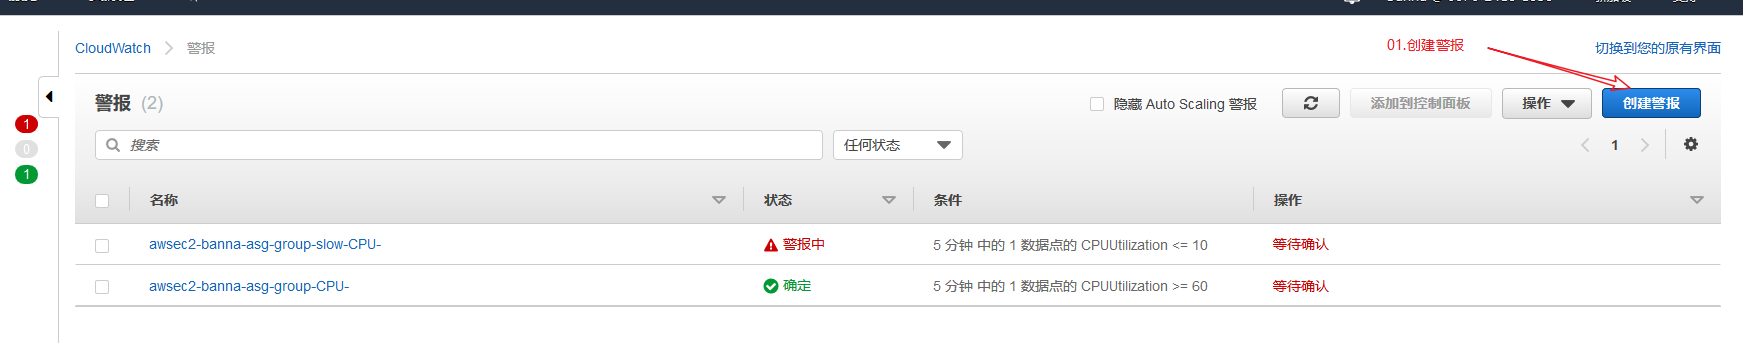 CloudWatch > 警报
01.创建警报
切换到您的原有界面
警报 (2)
隐藏 Auto Scaling 警报
添加到控制面板
操作
创建警报
1
0
1
搜索
任何状态
1
名称 状态 条件 操作
awsec2-banna-asg-group-slow-CPU- 警报中 5 分钟 中的 1 数据点的 CPUUtilization <= 10 等待确认
awsec2-banna-asg-group-CPU- 确定 5 分钟 中的 1 数据点的 CPUUtilization >= 60 等待确认